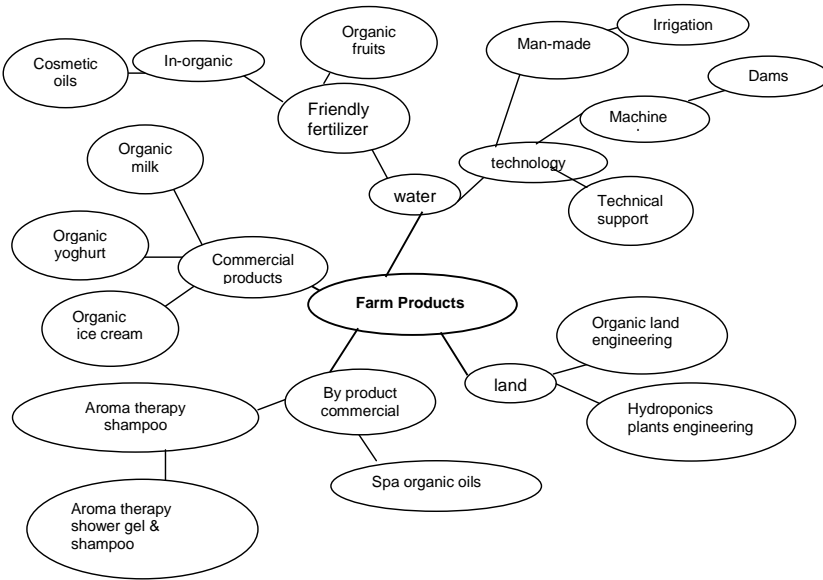 Organic
fruits
Man-made
Irrigation
Cosmetic
oils
In-organic
Friendly
fertilizer
Dams
Machine
.
Organic
milk
technology
water
Technical
support
Organic
yoghurt
Commercial
products
Organic
ice cream
Farm Products
Organic land
engineering
land
By product
commercial
Aroma therapy
shampoo
Hydroponics
plants engineering
Spa organic oils
Aroma therapy
shower gel &
shampoo